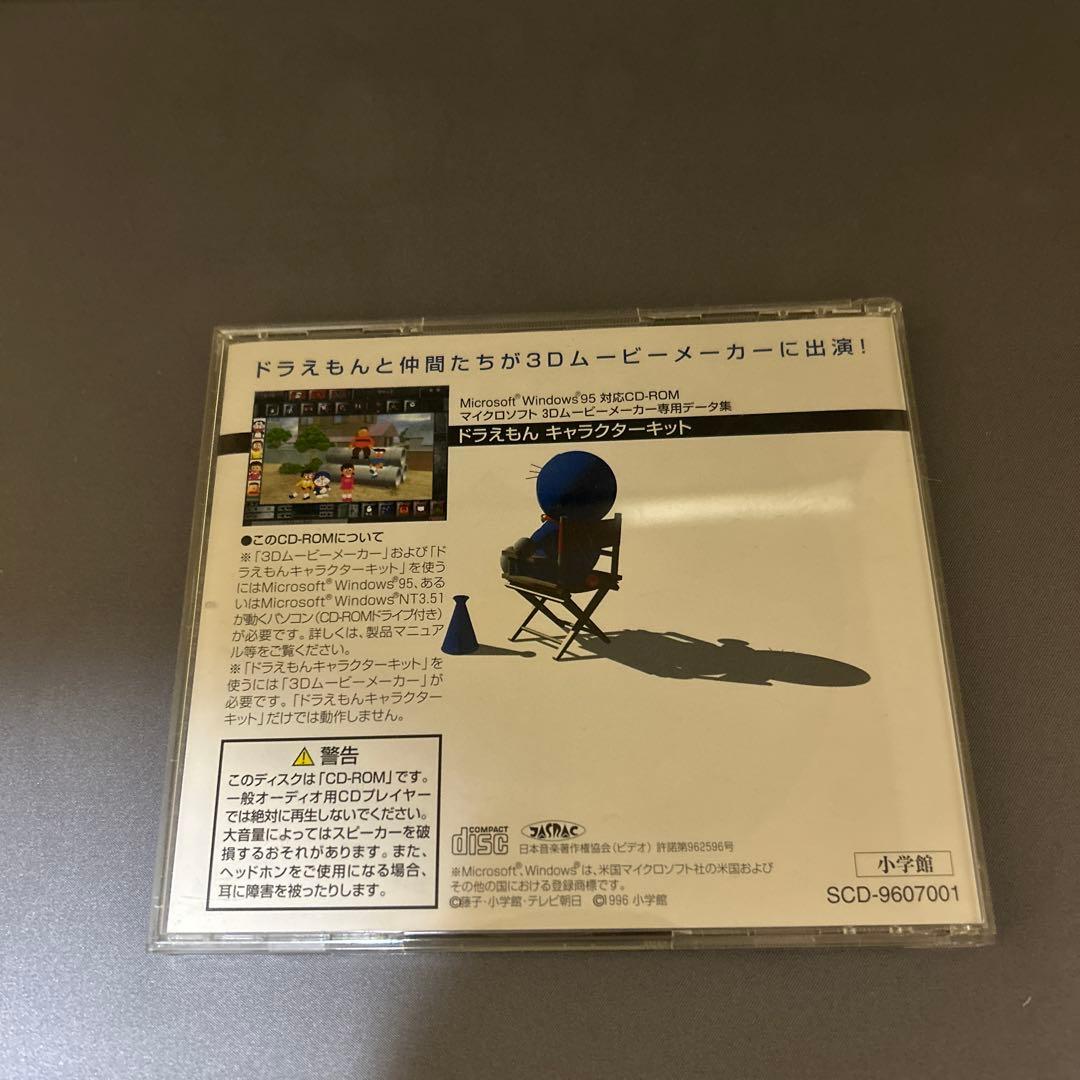 ドラえもんと仲間たちが3Dムービーメーカーに出演!
Microsoft® Windows®95 対応CD-ROM
マイクロソフト 3Dムービーメーカー専用データ集
ドラえもん キャラクターキット
●このCD-ROMについて
※「3Dムービーメーカー」および「ド
ラえもんキャラクターキット」を使う
にはMicrosoft® Windows®95、ある
いはMicrosoft® Windows®NT3.51
が動くパソコン(CD-ROMドライブ付き)
が必要です。詳しくは、製品マニュア
ル等をご覧ください。
※「ドラえもんキャラクターキット」を
使うには「3Dムービーメーカー」が
必要です。「ドラえもんキャラクター
キット」だけでは動作しません。
警告
このディスクは「CD-ROM」です。
一般オーディオ用CDプレイヤー
では絶対に再生しないでください。
大音量によってはスピーカーを破
損するおそれがあります。また、
ヘッドホンをご使用になる場合、
耳に障害を被ったりします。
COMPACT
disc
JASRAC
日本音楽著作権協会(ビデオ) 許諾第962596号
※Microsoft®、Windows®は、米国マイクロソフト社の米国および
その他の国における登録商標です。
©藤子・小学館・テレビ朝日 ©1996 小学館
小学館
SCD-9607001